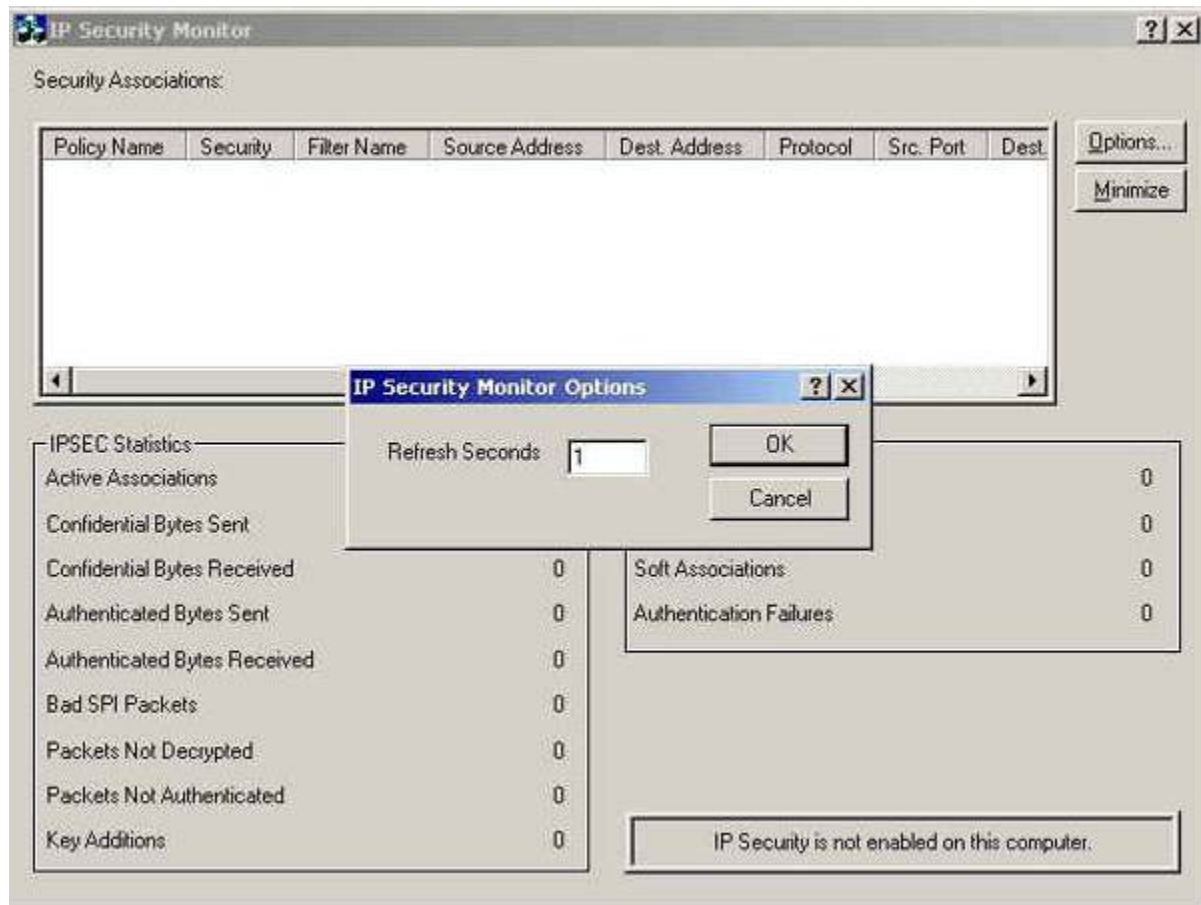 IP Security Monitor
Security Associations:
Policy Name Security Filter Name Source Address Dest. Address Protocol Src. Port Dest.
Options...
Minimize
IP Security Monitor Options
Refresh Seconds 1
OK
Cancel
IPSEC Statistics
Active Associations
Confidential Bytes Sent
Confidential Bytes Received 0
Authenticated Bytes Sent 0
Authenticated Bytes Received 0
Bad SPI Packets 0
Packets Not Decrypted 0
Packets Not Authenticated 0
Key Additions 0
0
0
Soft Associations 0
Authentication Failures 0
IP Security is not enabled on this computer.